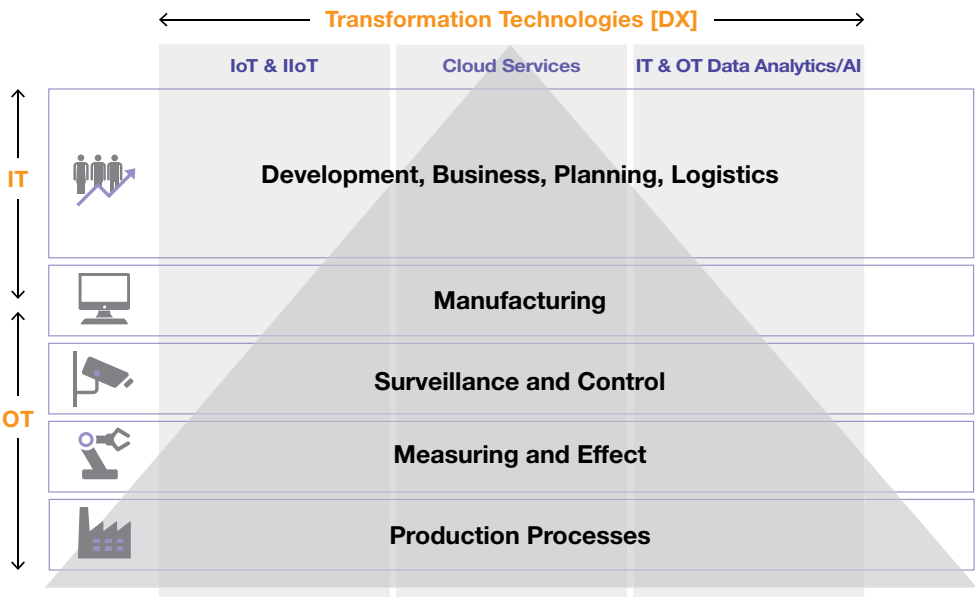 Transformation Technologies [DX]
IoT & IIoT
Cloud Services
IT & OT Data Analytics/AI
IT
Development, Business, Planning, Logistics
Manufacturing
Surveillance and Control
OT
Measuring and Effect
Production Processes